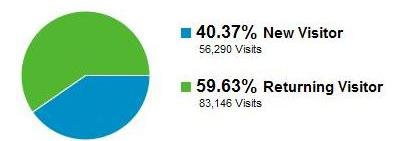 40.37% New Visitor
56,290 Visits
59.63% Returning Visitor
83,146 Visits